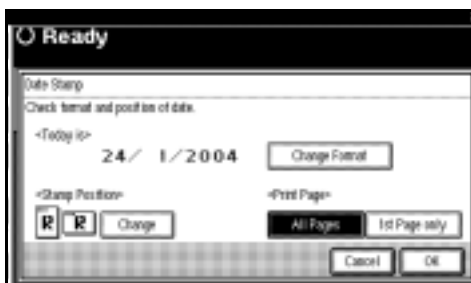 Ready
Date Stamp
Check format and position of date.
<Today is>
24/ 1/2004 Change Format
<Stamp Position> <Print Page>
R R Change All Pages 1st Page only
Cancel OK